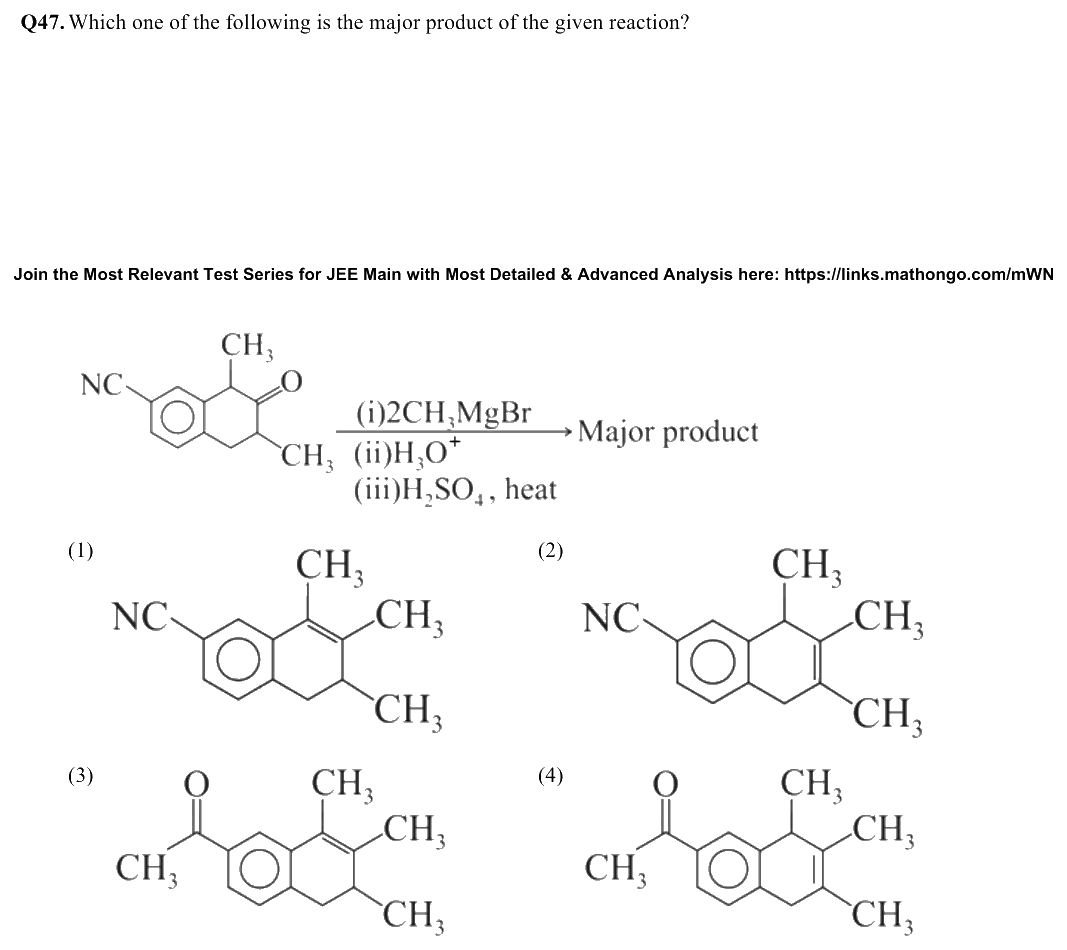 Q47. Which one of the following is the major product of the given reaction?
Join the Most Relevant Test Series for JEE Main with Most Detailed & Advanced Analysis here: https://links.mathongo.com/mWN
CH₃
NC
O
(i)2CH₃MgBr
Major product
CH₃ (ii)H₃O⁺
(iii)H₂SO₄, heat
(1)
(2)
CH₃
CH₃
NC
CH₃
NC
CH₃
CH₃
CH₃
(3)
(4)
O
CH₃
O
CH₃
CH₃
CH₃
CH₃
CH₃
CH₃
CH₃